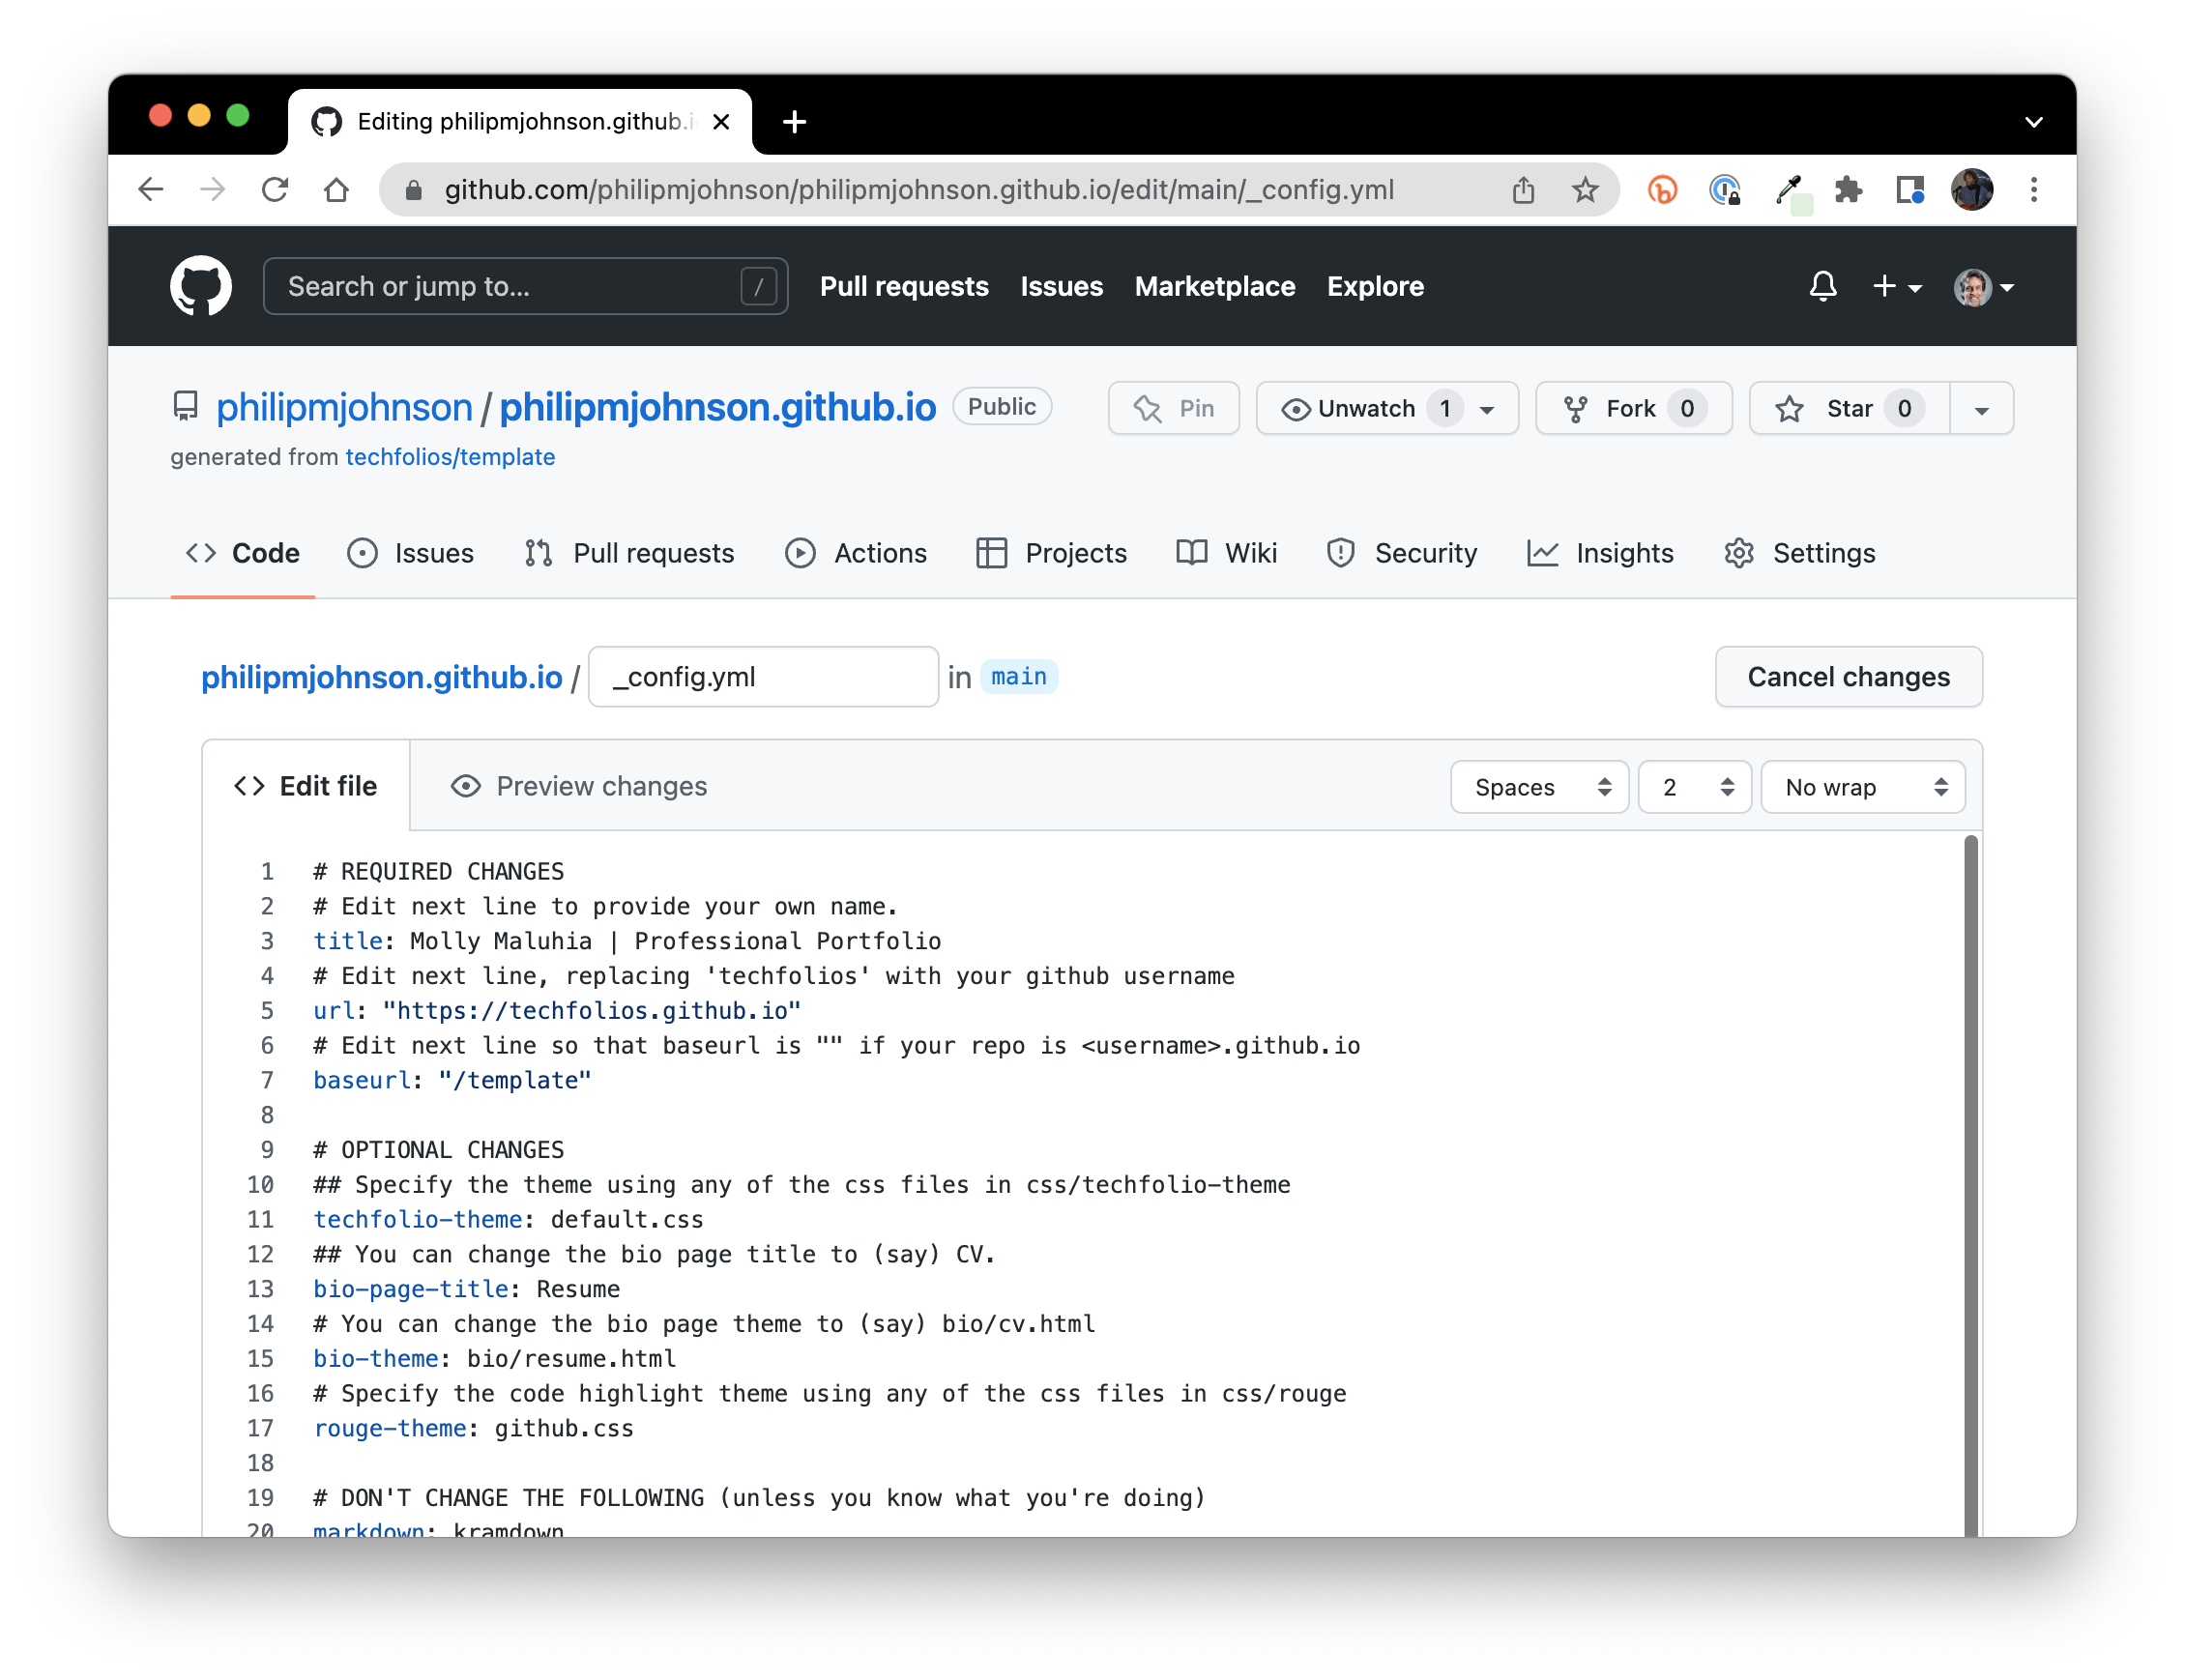 Editing philipmjohnson.github.i
github.com/philipmjohnson/philipmjohnson.github.io/edit/main/_config.yml
Search or jump to... / Pull requests Issues Marketplace Explore
philipmjohnson / philipmjohnson.github.io Public Pin Unwatch 1 Fork 0 Star 0
generated from techfolios/template
Code Issues Pull requests Actions Projects Wiki Security Insights Settings
philipmjohnson.github.io / _config.yml in main Cancel changes
Edit file Preview changes Spaces 2 No wrap
1 # REQUIRED CHANGES
2 # Edit next line to provide your own name.
3 title: Molly Maluhia | Professional Portfolio
4 # Edit next line, replacing 'techfolios' with your github username
5 url: "https://techfolios.github.io"
6 # Edit next line so that baseurl is "" if your repo is <username>.github.io
7 baseurl: "/template"
8
9 # OPTIONAL CHANGES
10 ## Specify the theme using any of the css files in css/techfolio-theme
11 techfolio-theme: default.css
12 ## You can change the bio page title to (say) CV.
13 bio-page-title: Resume
14 # You can change the bio page theme to (say) bio/cv.html
15 bio-theme: bio/resume.html
16 # Specify the code highlight theme using any of the css files in css/rouge
17 rouge-theme: github.css
18
19 # DON'T CHANGE THE FOLLOWING (unless you know what you're doing)
20 markdown: kramdown